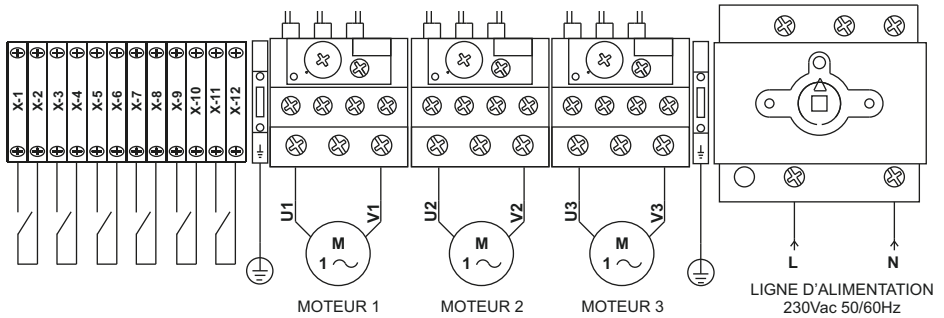 X-1
X-2
X-3
X-4
X-5
X-6
X-7
X-8
X-9
X-10
X-11
X-12
U1
V1
U2
V2
U3
V3
M
1
M
1
M
1
L
N
MOTEUR 1
MOTEUR 2
MOTEUR 3
LIGNE D'ALIMENTATION
230Vac 50/60Hz